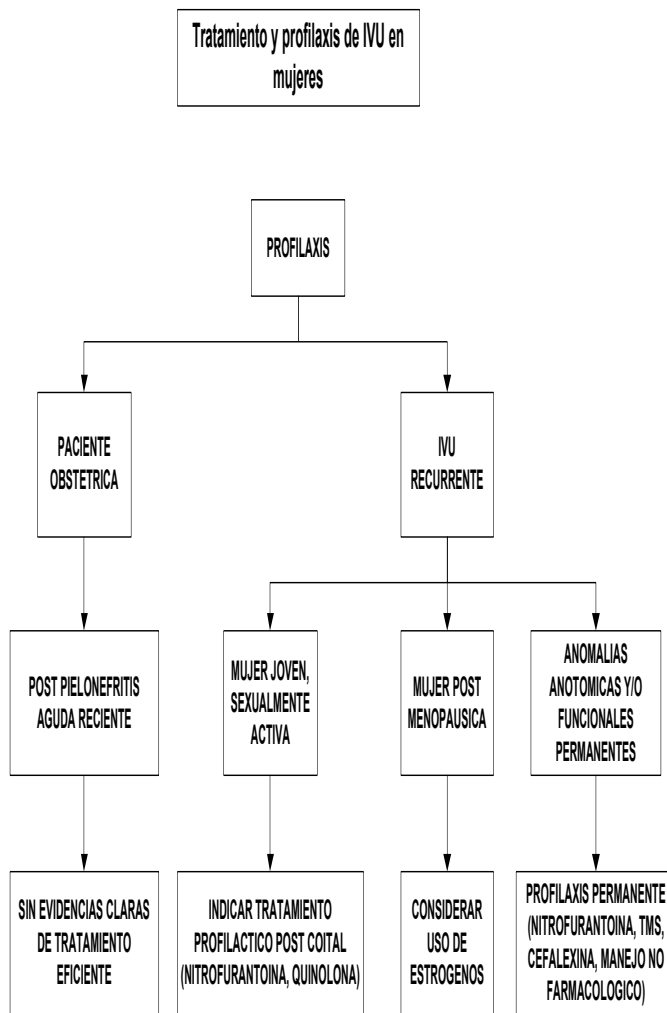 Tratamiento y profilaxis de IVU en
mujeres
PROFILAXIS
PACIENTE
OBSTETRICA
IVU
RECURRENTE
POST PIELONEFRITIS
AGUDA RECIENTE
MUJER JOVEN,
SEXUALMENTE
ACTIVA
MUJER POST
MENOPAUSICA
ANOMALIAS
ANOTOMICAS Y/O
FUNCIONALES
PERMANENTES
SIN EVIDENCIAS CLARAS
DE TRATAMIENTO
EFICIENTE
INDICAR TRATAMIENTO
PROFILACTICO POST COITAL
(NITROFURANTOINA, QUINOLONA)
CONSIDERAR
USO DE
ESTROGENOS
PROFILAXIS PERMANENTE
(NITROFURANTOINA, TMS,
CEFALEXINA, MANEJO NO
FARMACOLOGICO)